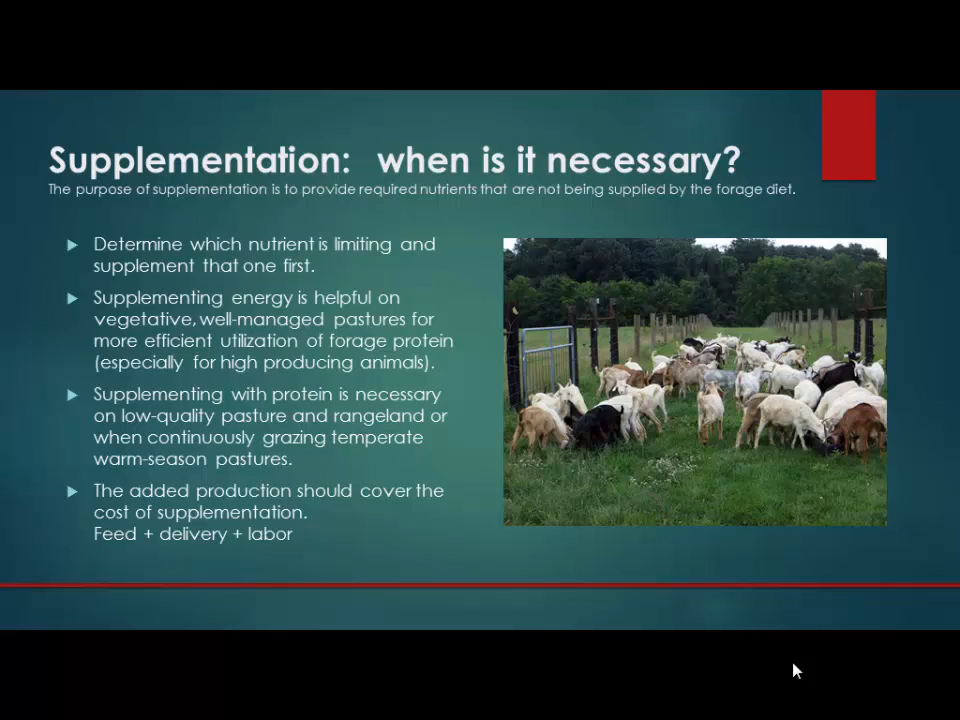 Supplementation: when is it necessary?
The purpose of supplementation is to provide required nutrients that are not being supplied by the forage diet.
Determine which nutrient is limiting and
supplement that one first.
Supplementing energy is helpful on
vegetative, well-managed pastures for
more efficient utilization of forage protein
(especially for high producing animals).
Supplementing with protein is necessary
on low-quality pasture and rangeland or
when continuously grazing temperate
warm-season pastures.
The added production should cover the
cost of supplementation.
Feed + delivery + labor